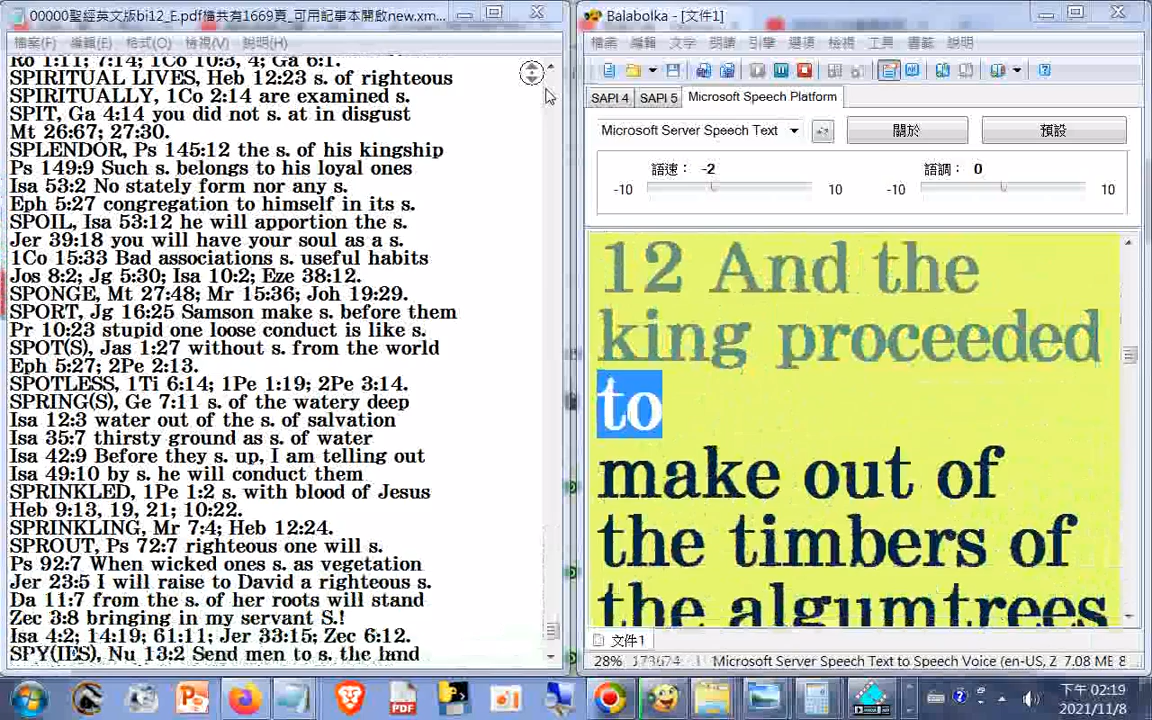 00000聖經英文版bi12_E.pdf檔共有1669頁_可用記事本開啟new.xm...
檔案(F) 編輯(E) 格式(O) 檢視(V) 說明(H)
Ro 1:11; 7:14; 1Co 10:3, 4; Ga 6:1.
SPIRITUAL LIVES, Heb 12:23 s. of righteous
SPIRITUALLY, 1Co 2:14 are examined s.
SPIT, Ga 4:14 you did not s. at in disgust
Mt 26:67; 27:30.
SPLENDOR, Ps 145:12 the s. of his kingship
Ps 149:9 Such s. belongs to his loyal ones
Isa 53:2 No stately form nor any s.
Eph 5:27 congregation to himself in its s.
SPOIL, Isa 53:12 he will apportion the s.
Jer 39:18 you will have your soul as a s.
1Co 15:33 Bad associations s. useful habits
Jos 8:2; Jg 5:30; Isa 10:2; Eze 38:12.
SPONGE, Mt 27:48; Mr 15:36; Joh 19:29.
SPORT, Jg 16:25 Samson make s. before them
Pr 10:23 stupid one loose conduct is like s.
SPOT(S), Jas 1:27 without s. from the world
Eph 5:27; 2Pe 2:13.
SPOTLESS, 1Ti 6:14; 1Pe 1:19; 2Pe 3:14.
SPRING(S), Ge 7:11 s. of the watery deep
Isa 12:3 water out of the s. of salvation
Isa 35:7 thirsty ground as s. of water
Isa 42:9 Before they s. up, I am telling out
Isa 49:10 by s. he will conduct them
SPRINKLED, 1Pe 1:2 s. with blood of Jesus
Heb 9:13, 19, 21; 10:22.
SPRINKLING, Mr 7:4; Heb 12:24.
SPROUT, Ps 72:7 righteous one will s.
Ps 92:7 When wicked ones s. as vegetation
Jer 23:5 I will raise to David a righteous s.
Da 11:7 from the s. of her roots will stand
Zec 3:8 bringing in my servant S.!
Isa 4:2; 14:19; 61:11; Jer 33:15; Zec 6:12.
SPY(IES), Nu 13:2 Send men to s. the land
Balabolka - [文件1]
檔案 編輯 文字 朗讀 引擎 選項 檢視 工具 書籤 說明
SAPI 4 SAPI 5 Microsoft Speech Platform
Microsoft Server Speech Text 關於 預設
語速： -2 語調： 0
-10 10 -10 10
12 And the
king proceeded
to
make out of
the timbers of
the algumtrees
文件1
28% 173674 Microsoft Server Speech Text to Speech Voice (en-US, Z 7.08 MB 8
PDF
下午 02:19
2021/11/8